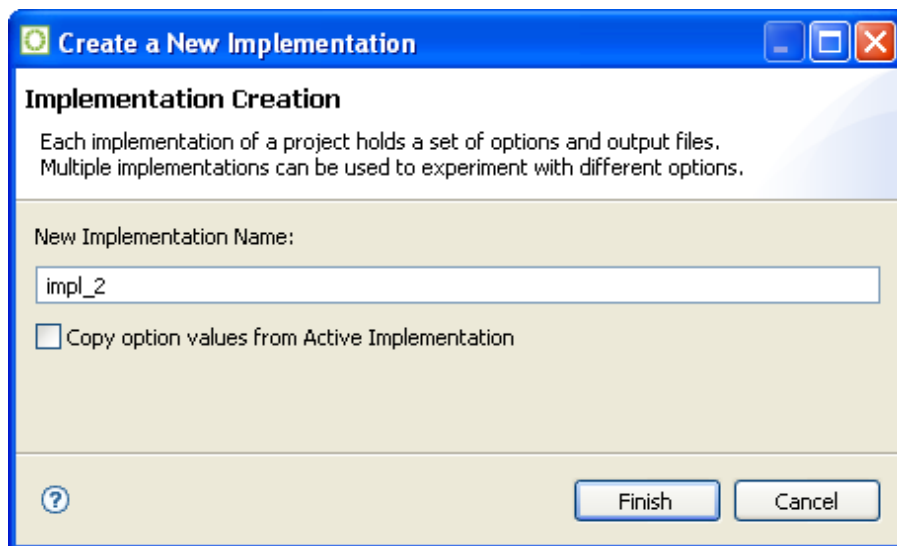 Create a New Implementation
Implementation Creation
Each implementation of a project holds a set of options and output files.
Multiple implementations can be used to experiment with different options.
New Implementation Name:
impl_2
Copy option values from Active Implementation
?
Finish
Cancel